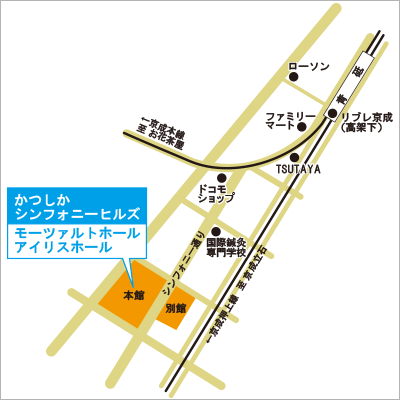 ローソン
青砥
ファミリー
マート
リブレ京成
(高架下)
TSUTAYA
―京成本線
至 お花茶屋
ドコモ
ショップ
かつしか
シンフォニーヒルズ
モーツァルトホール
アイリスホール
シンフォニー通り
国際鍼灸
専門学校
―京成押上線 至 京成立石
本館
別館